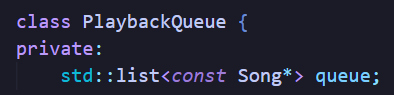 class PlaybackQueue {
private:
    std::list<const Song*> queue;